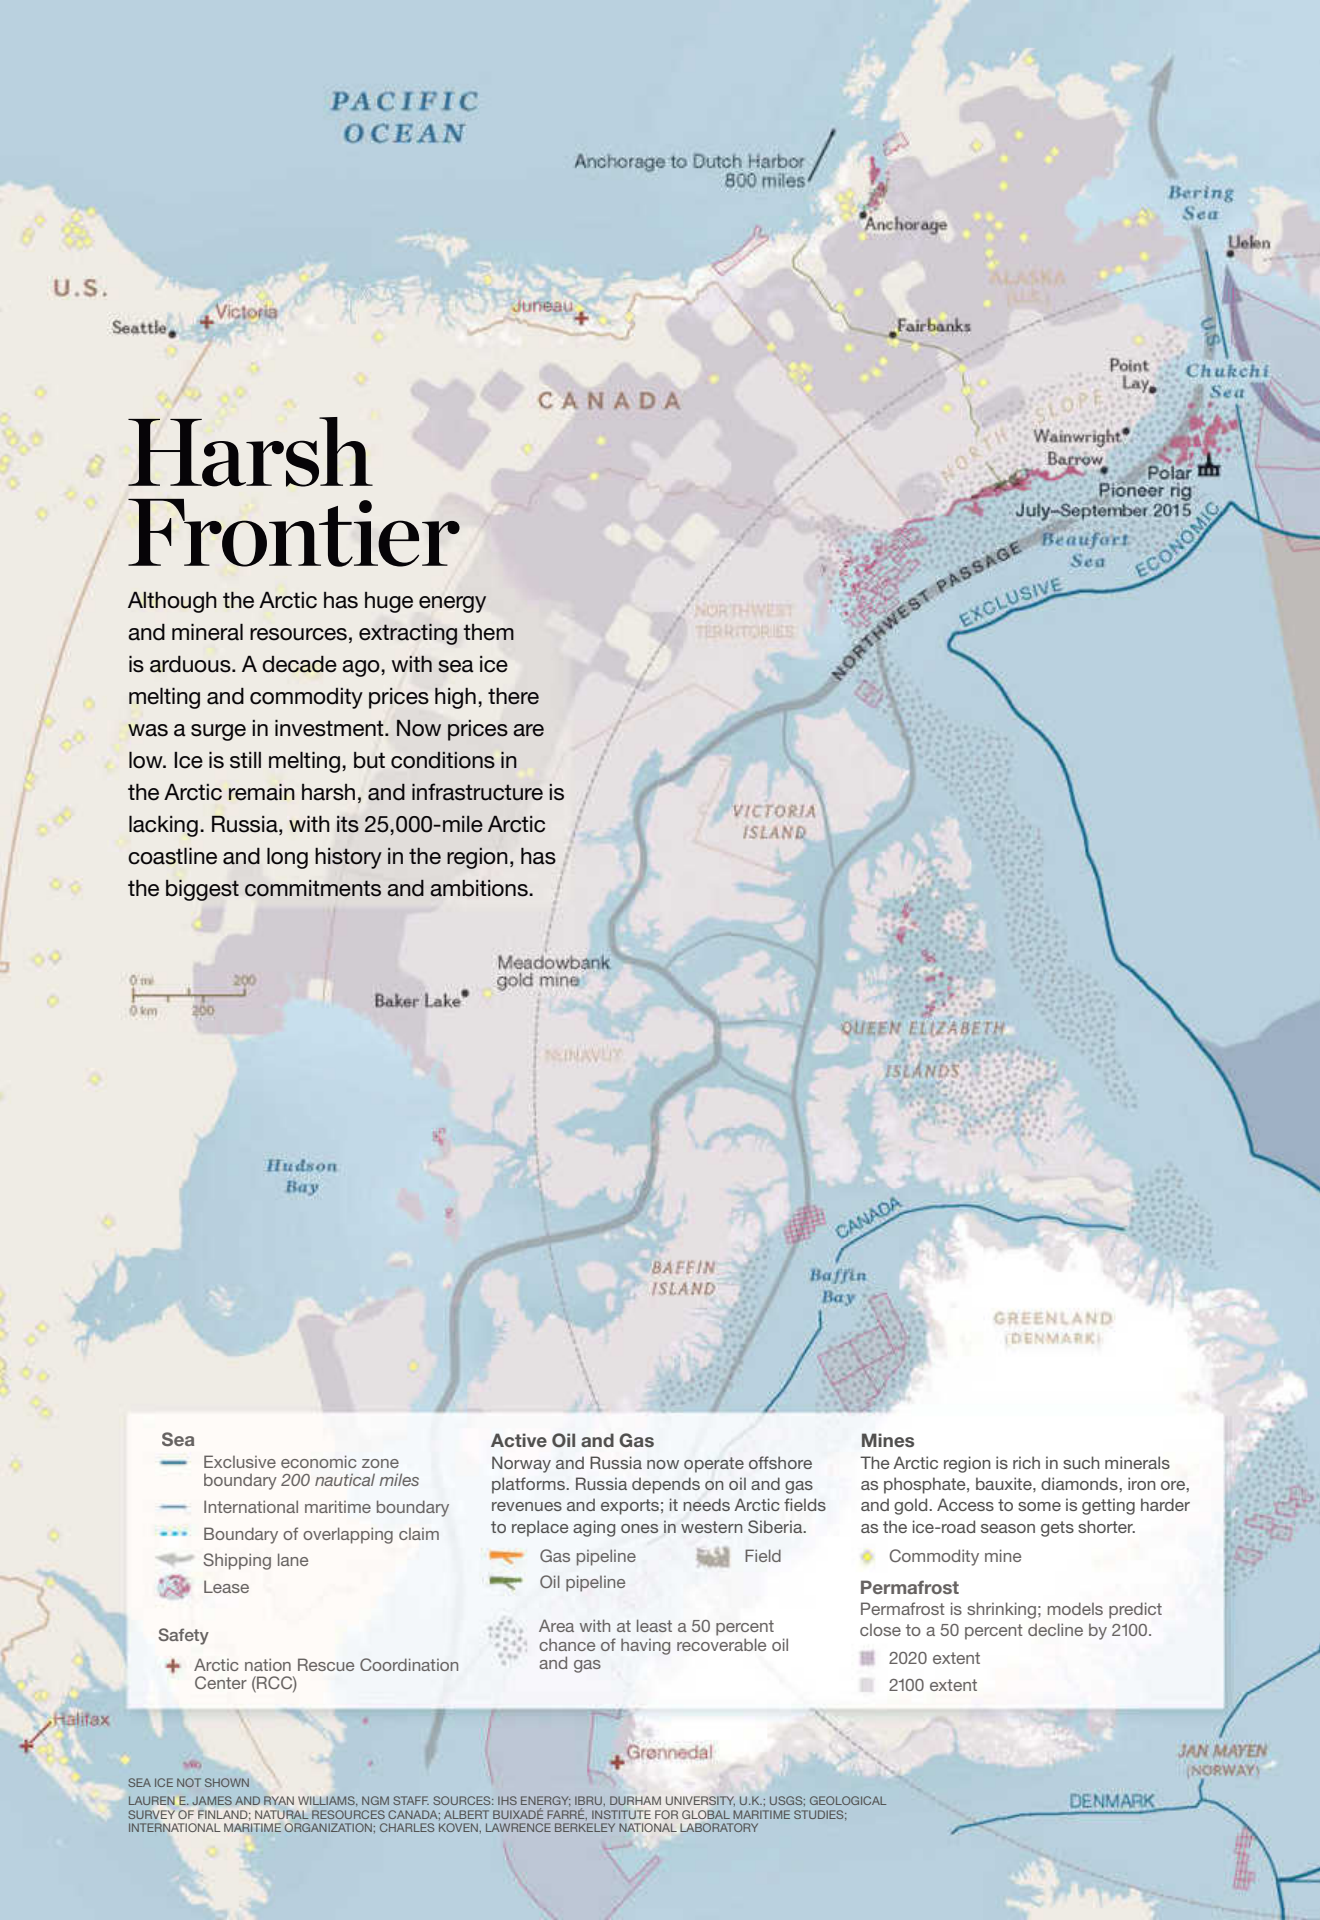 PACIFIC
OCEAN
Anchorage to Dutch Harbor
800 miles
Anchorage
Bering
Sea
Uelen
ALASKA
(U.S.)
U.S.
Victoria
Seattle
Juneau
Fairbanks
U.S.
Point
Lay
Chukchi
Sea
CANADA
NORTH SLOPE
Wainwright
Barrow
Polar
Pioneer rig
July–September 2015
Beaufort
Sea
EXCLUSIVE ECONOMIC
NORTHWEST PASSAGE
NORTHWEST
TERRITORIES
Harsh
Frontier
Although the Arctic has huge energy
and mineral resources, extracting them
is arduous. A decade ago, with sea ice
melting and commodity prices high, there
was a surge in investment. Now prices are
low. Ice is still melting, but conditions in
the Arctic remain harsh, and infrastructure is
lacking. Russia, with its 25,000-mile Arctic
coastline and long history in the region, has
the biggest commitments and ambitions.
VICTORIA
ISLAND
Meadowbank
gold mine
Baker Lake
0 mi 200
0 km 200
QUEEN ELIZABETH
ISLANDS
NUNAVUT
Hudson
Bay
CANADA
BAFFIN
ISLAND
Baffin
Bay
GREENLAND
(DENMARK)
Sea
Exclusive economic zone
boundary 200 nautical miles
International maritime boundary
Boundary of overlapping claim
Shipping lane
Lease
Safety
Arctic nation Rescue Coordination
Center (RCC)
Active Oil and Gas
Norway and Russia now operate offshore
platforms. Russia depends on oil and gas
revenues and exports; it needs Arctic fields
to replace aging ones in western Siberia.
Gas pipeline
Field
Oil pipeline
Area with at least a 50 percent
chance of having recoverable oil
and gas
Mines
The Arctic region is rich in such minerals
as phosphate, bauxite, diamonds, iron ore,
and gold. Access to some is getting harder
as the ice-road season gets shorter.
Commodity mine
Permafrost
Permafrost is shrinking; models predict
close to a 50 percent decline by 2100.
2020 extent
2100 extent
Halifax
Grønnedal
JAN MAYEN
(NORWAY)
DENMARK
SEA ICE NOT SHOWN
LAUREN E. JAMES AND RYAN WILLIAMS, NGM STAFF. SOURCES: IHS ENERGY; IBRU, DURHAM UNIVERSITY, U.K.; USGS; GEOLOGICAL
SURVEY OF FINLAND; NATURAL RESOURCES CANADA; ALBERT BUIXADÉ FARRÉ, INSTITUTE FOR GLOBAL MARITIME STUDIES;
INTERNATIONAL MARITIME ORGANIZATION; CHARLES KOVEN, LAWRENCE BERKELEY NATIONAL LABORATORY